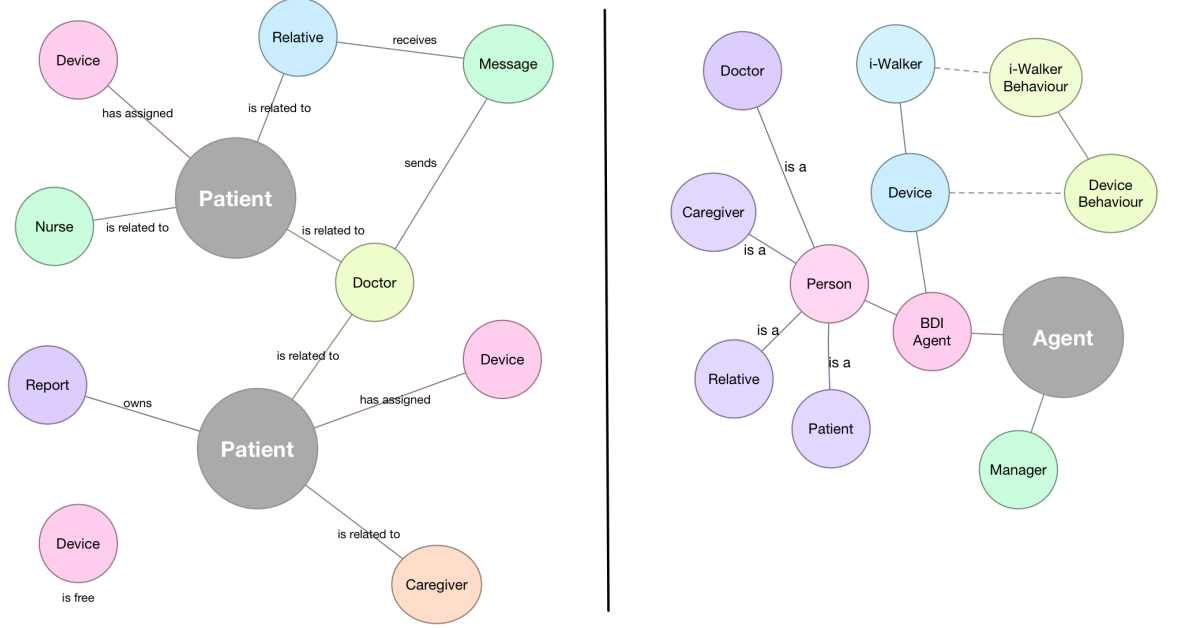 Device
Relative
receives
Message
has assigned
is related to
sends
Patient
Nurse
is related to
is related to
Doctor
is related to
Device
Report
owns
has assigned
Patient
is related to
Device
is free
Caregiver
Doctor
i-Walker
i-Walker
Behaviour
is a
Caregiver
Device
Device
Behaviour
is a
Person
BDI
Agent
Agent
is a
is a
Relative
Patient
Manager